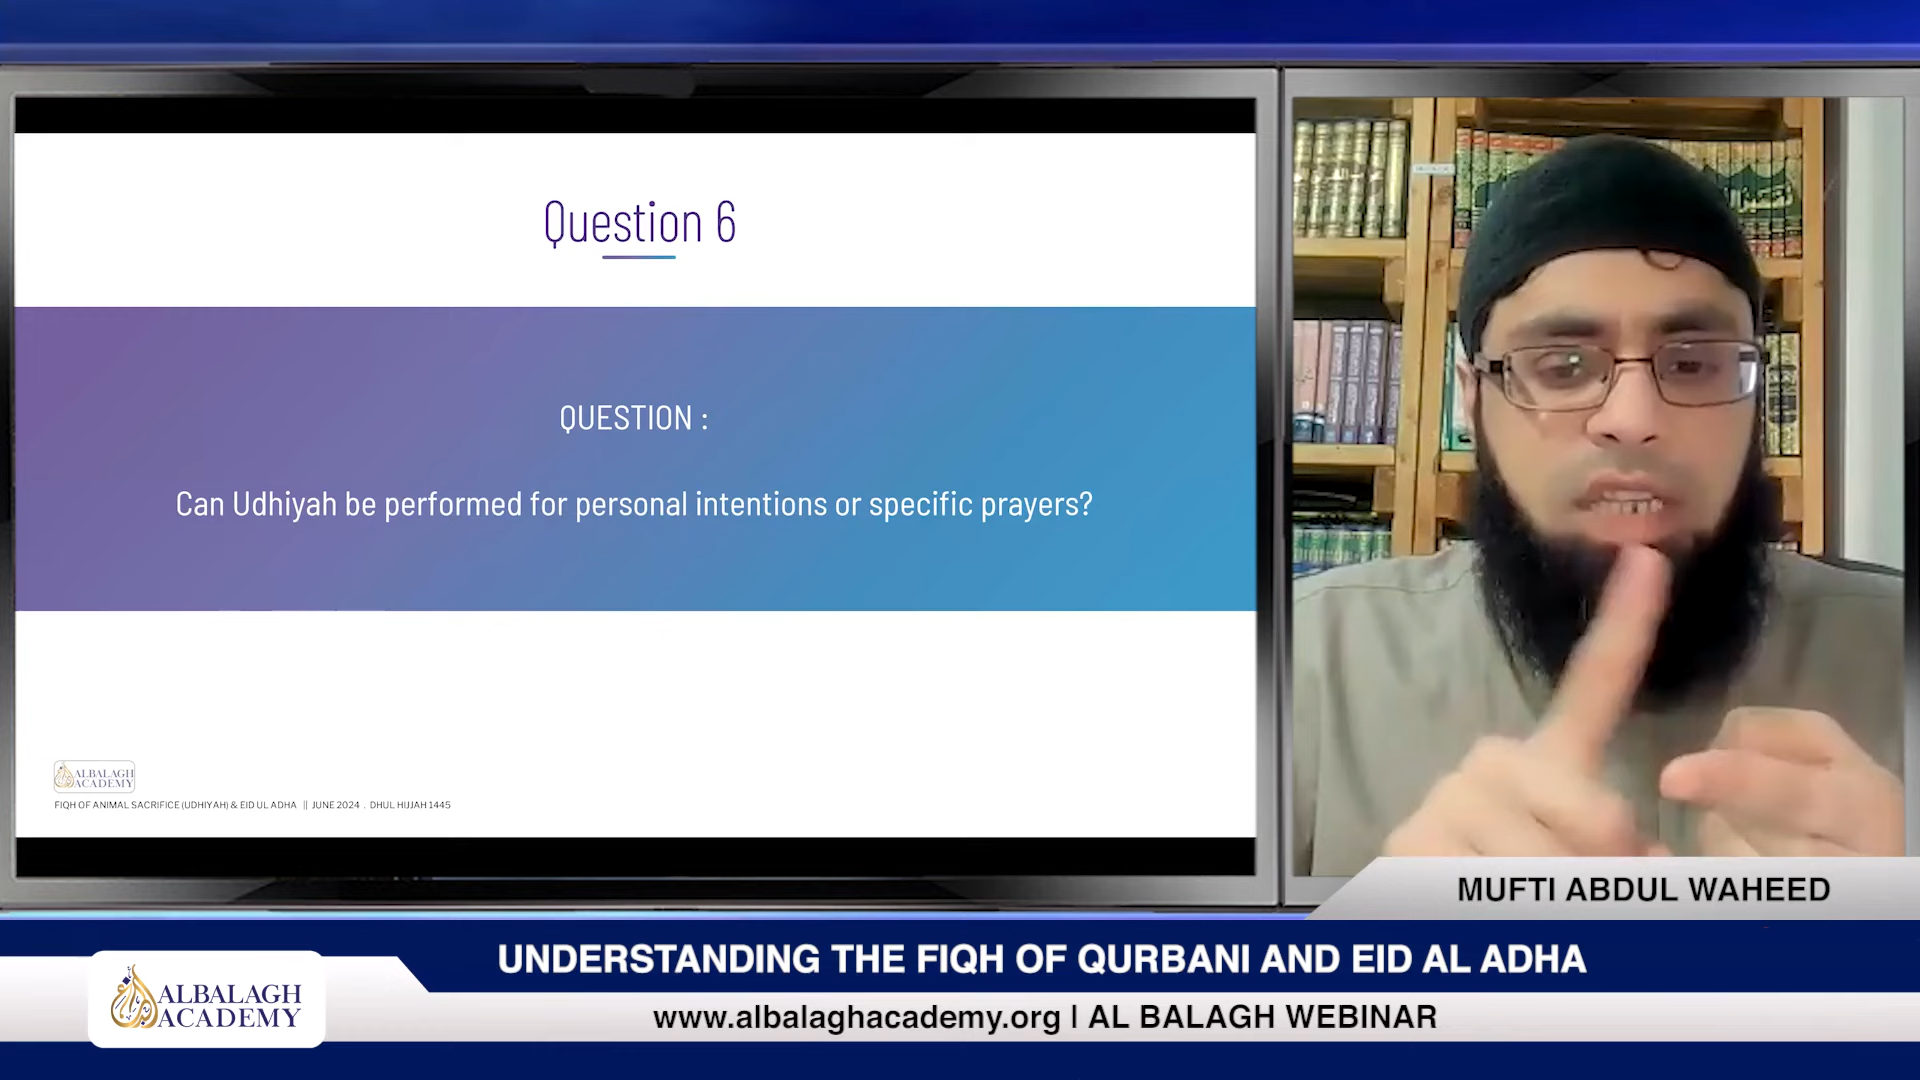 Question 6
QUESTION :
Can Udhiyah be performed for personal intentions or specific prayers?
ALBALAGH
ACADEMY
FIQH OF ANIMAL SACRIFICE (UDHIYAH) & EID UL ADHA || JUNE 2024 . DHUL HIJJAH 1445
MUFTI ABDUL WAHEED
UNDERSTANDING THE FIQH OF QURBANI AND EID AL ADHA
ALBALAGH
ACADEMY
www.albalaghacademy.org | AL BALAGH WEBINAR